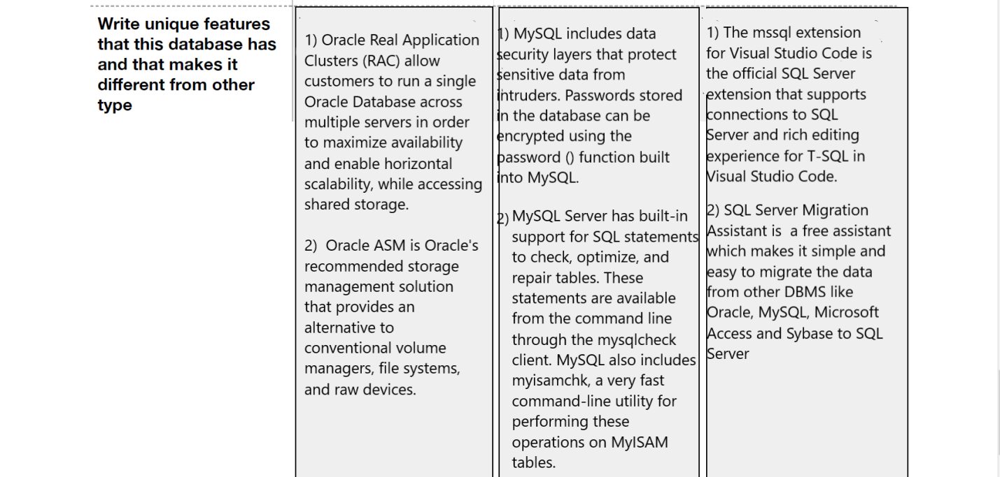 Write unique features
that this database has
and that makes it
different from other
type
1) Oracle Real Application
Clusters (RAC) allow
customers to run a single
Oracle Database across
multiple servers in order
to maximize availability
and enable horizontal
scalability, while accessing
shared storage.
2) Oracle ASM is Oracle's
recommended storage
management solution
that provides an
alternative to
conventional volume
managers, file systems,
and raw devices.
1) MySQL includes data
security layers that protect
sensitive data from
intruders. Passwords stored
in the database can be
encrypted using the
password () function built
into MySQL.
2) MySQL Server has built-in
support for SQL statements
to check, optimize, and
repair tables. These
statements are available
from the command line
through the mysqlcheck
client. MySQL also includes
myisamchk, a very fast
command-line utility for
performing these
operations on MyISAM
tables.
1) The mssql extension
for Visual Studio Code is
the official SQL Server
extension that supports
connections to SQL
Server and rich editing
experience for T-SQL in
Visual Studio Code.
2) SQL Server Migration
Assistant is a free assistant
which makes it simple and
easy to migrate the data
from other DBMS like
Oracle, MySQL, Microsoft
Access and Sybase to SQL
Server